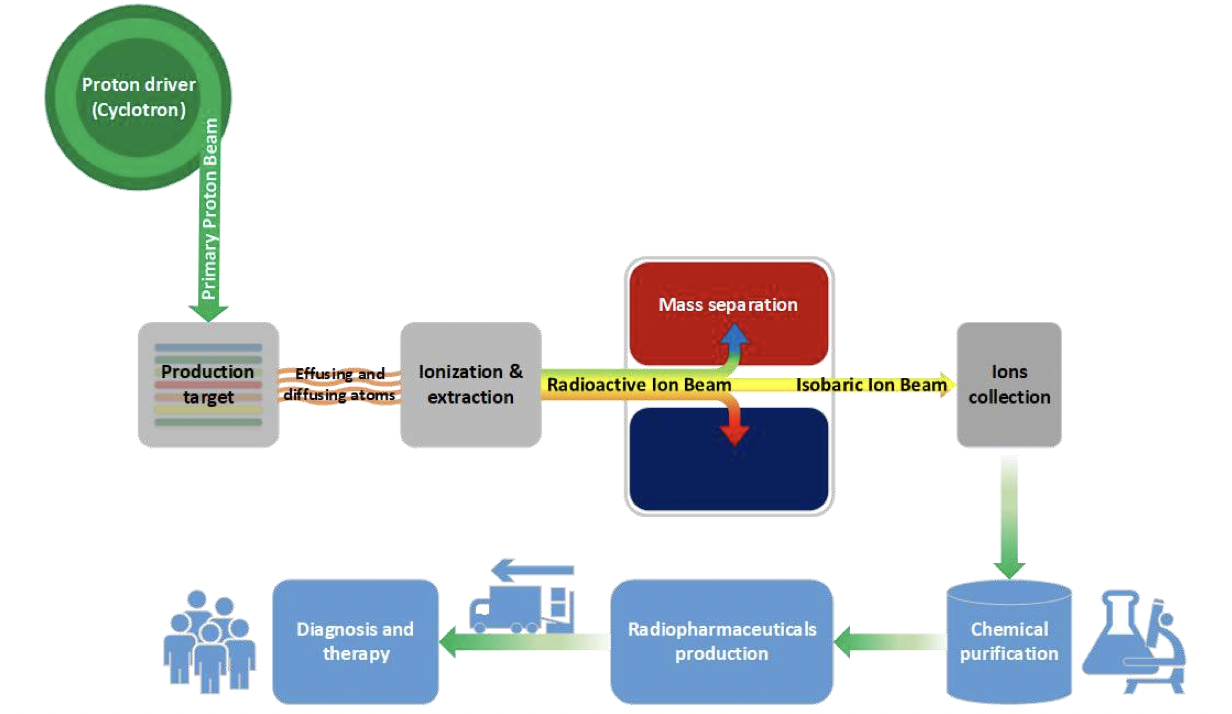 Proton driver
(Cyclotron)
Primary Proton Beam
Production
target
Effusing and
diffusing atoms
Ionization &
extraction
Radioactive Ion Beam
Mass separation
Isobaric Ion Beam
Ions
collection
Chemical
purification
Radiopharmaceuticals
production
Diagnosis and
therapy